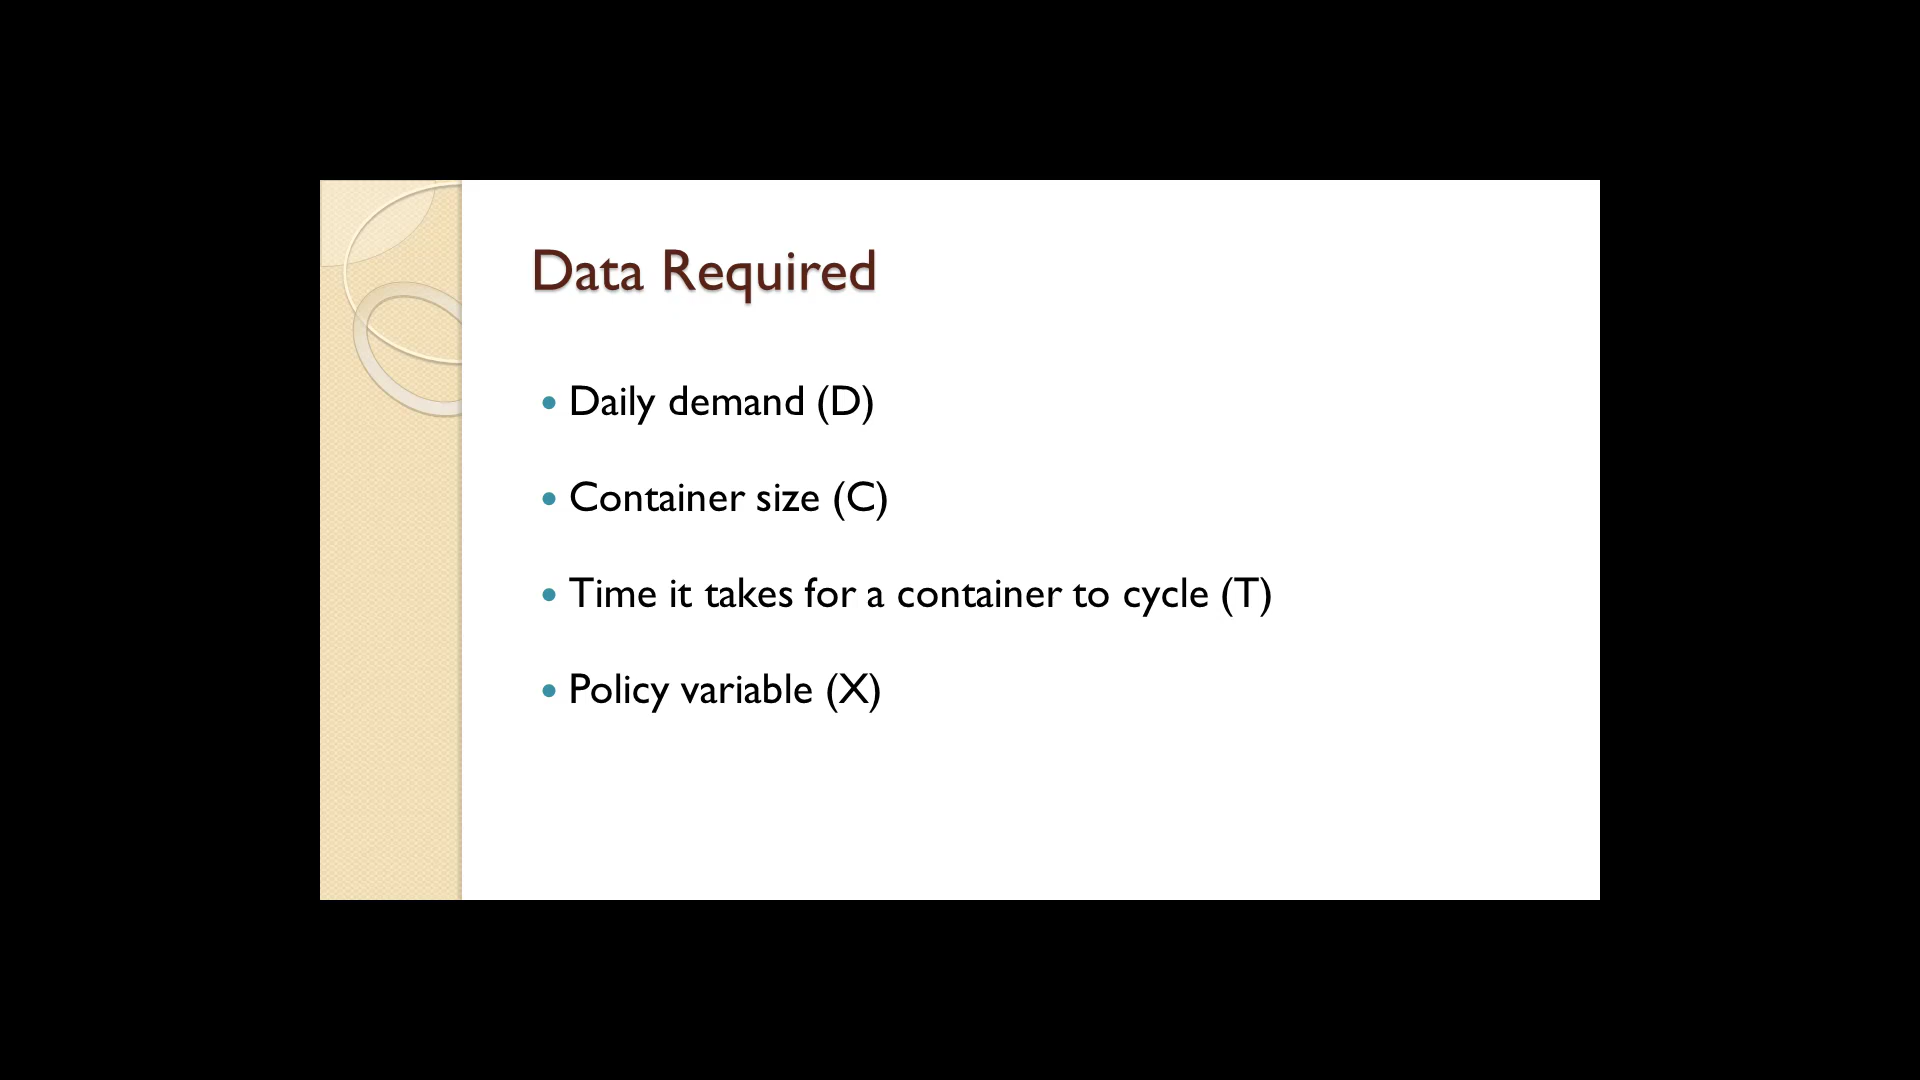 Data Required
• Daily demand (D)
• Container size (C)
• Time it takes for a container to cycle (T)
• Policy variable (X)